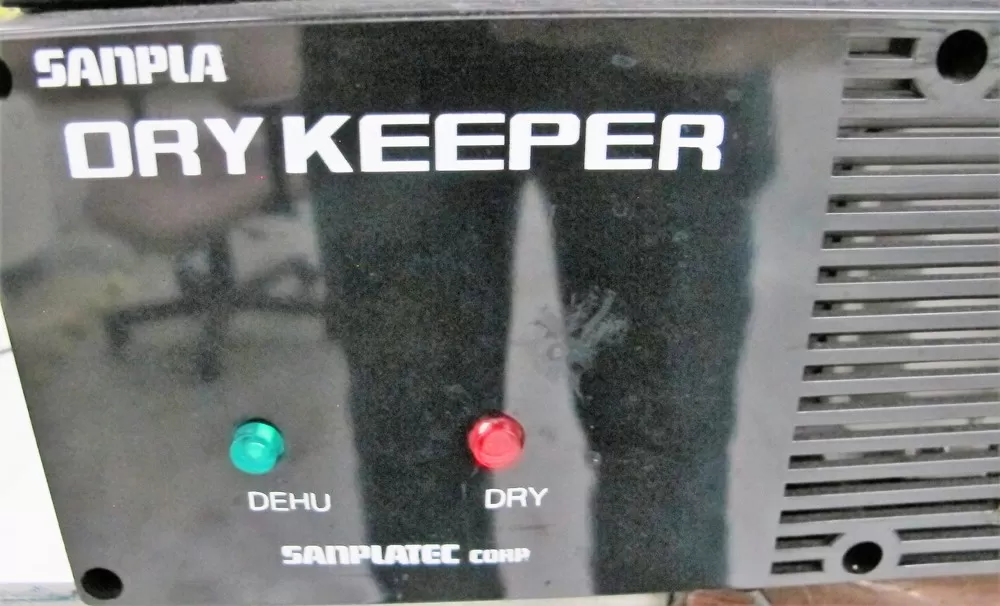 SANPLA
DRY KEEPER
DEHU
DRY
SANPLATEC CORP.